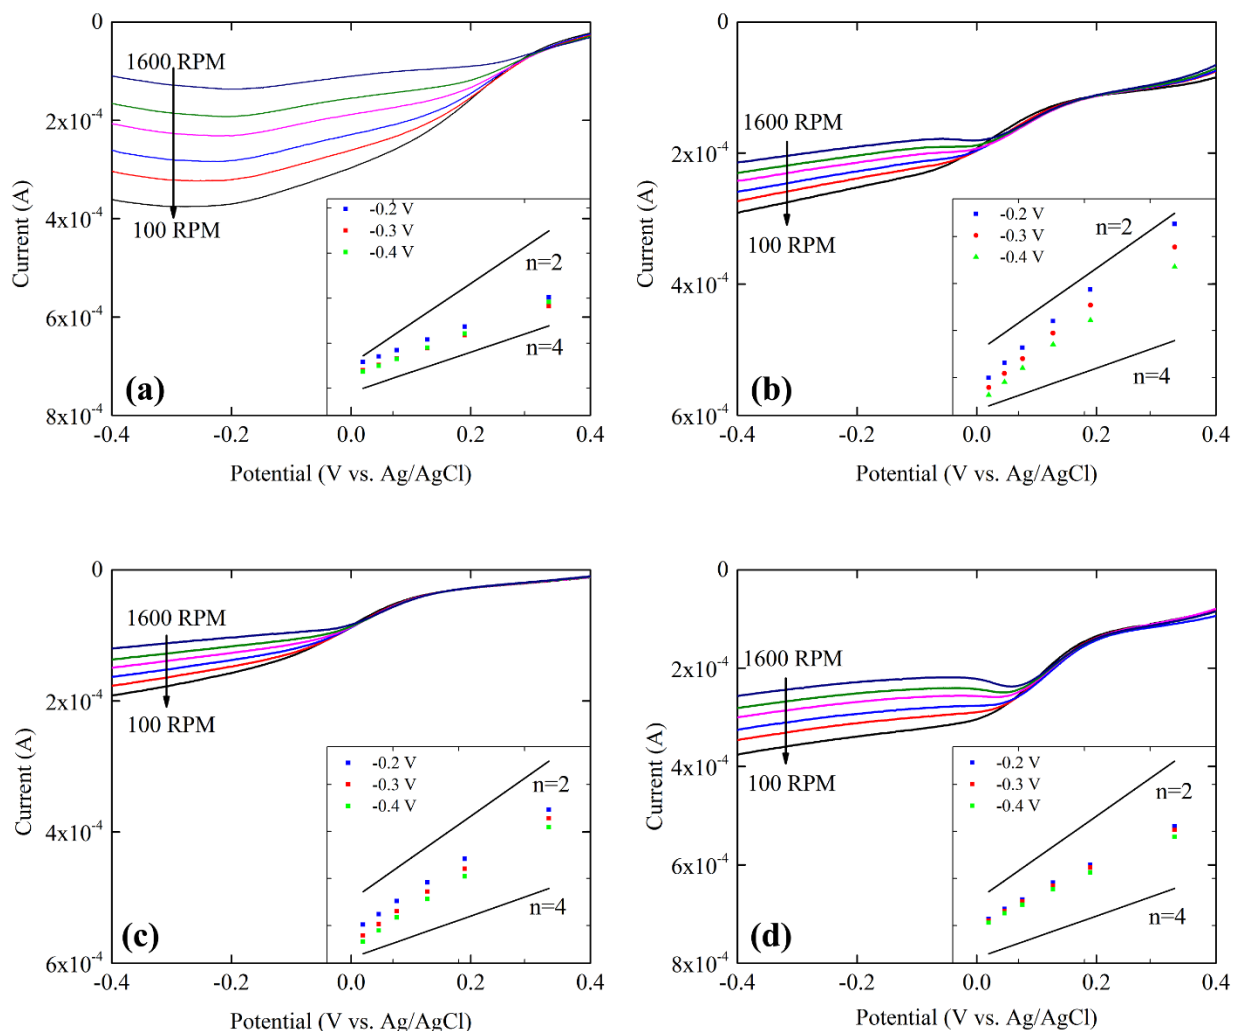 0
2x10⁻⁴
4x10⁻⁴
6x10⁻⁴
8x10⁻⁴
Current (A)
1600 RPM
100 RPM
-0.2 V
-0.3 V
-0.4 V
n=2
n=4
(a)
-0.4 -0.2 0.0 0.2 0.4
Potential (V vs. Ag/AgCl)
0
2x10⁻⁴
4x10⁻⁴
6x10⁻⁴
Current (A)
1600 RPM
100 RPM
-0.2 V
-0.3 V
-0.4 V
n=2
n=4
(b)
-0.4 -0.2 0.0 0.2 0.4
Potential (V vs. Ag/AgCl)
0
2x10⁻⁴
4x10⁻⁴
6x10⁻⁴
Current (A)
1600 RPM
100 RPM
-0.2 V
-0.3 V
-0.4 V
n=2
n=4
(c)
-0.4 -0.2 0.0 0.2 0.4
Potential (V vs. Ag/AgCl)
0
2x10⁻⁴
4x10⁻⁴
6x10⁻⁴
8x10⁻⁴
Current (A)
1600 RPM
100 RPM
-0.2 V
-0.3 V
-0.4 V
n=2
n=4
(d)
-0.4 -0.2 0.0 0.2 0.4
Potential (V vs. Ag/AgCl)